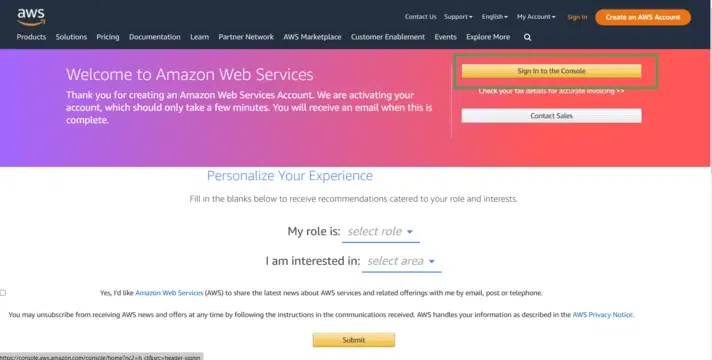 aws
Contact Us Support English My Account Sign In Create an AWS Account
Products Solutions Pricing Documentation Learn Partner Network AWS Marketplace Customer Enablement Events Explore More
Welcome to Amazon Web Services
Thank you for creating an Amazon Web Services Account. We are activating your
account, which should only take a few minutes. You will receive an email when this is
complete.
Sign In to the Console
Check your tax details for accurate invoicing >>
Contact Sales
Personalize Your Experience
Fill in the blanks below to receive recommendations catered to your role and interests.
My role is: select role
I am interested in: select area
Yes, I'd like Amazon Web Services (AWS) to share the latest news about AWS services and related offerings with me by email, post or telephone.
You may unsubscribe from receiving AWS news and offers at any time by following the instructions in the communications received. AWS handles your information as described in the AWS Privacy Notice.
Submit
https://console.aws.amazon.com/console/home?nc2=h_ct&src=header-signin